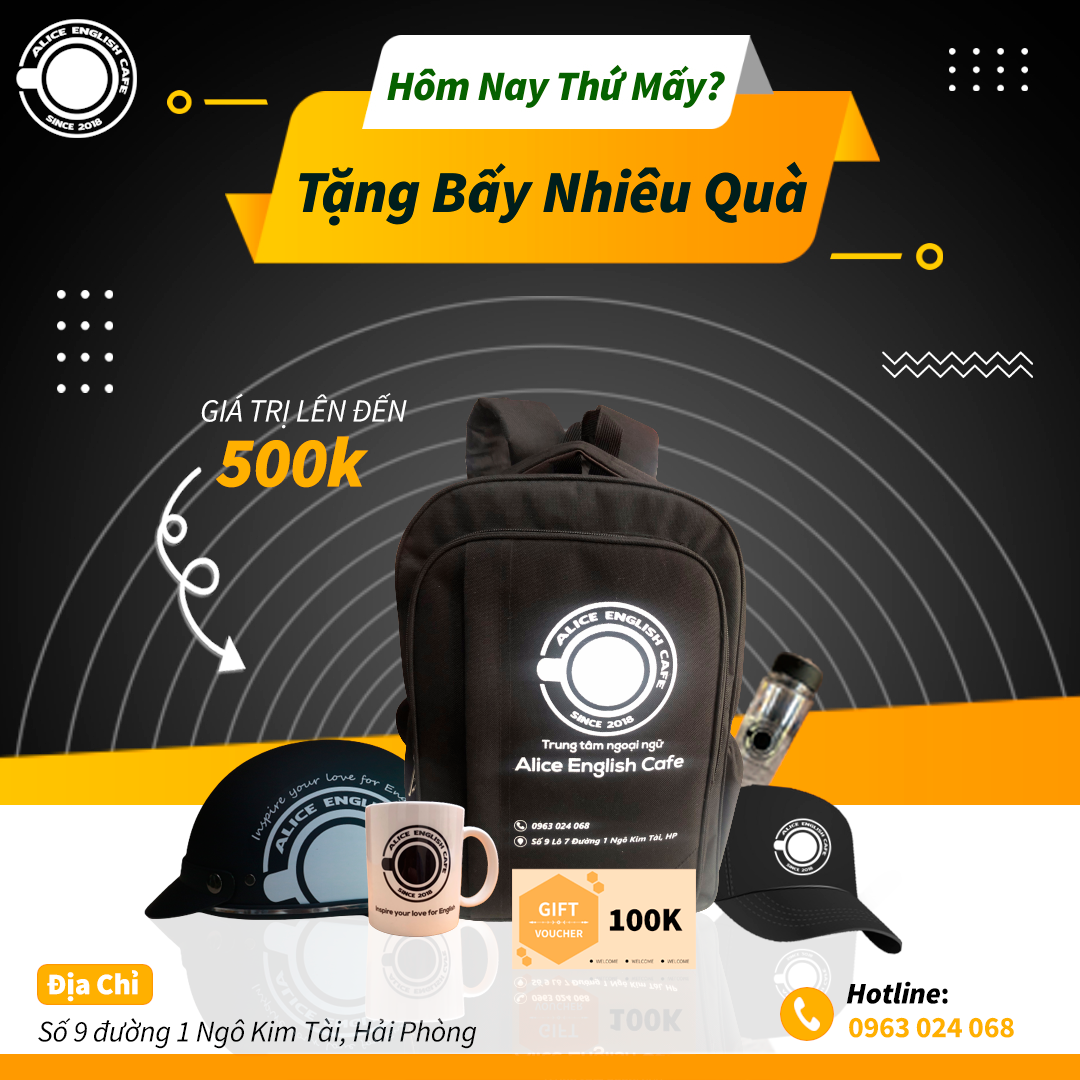 ALICE ENGLISH CAFE
SINCE 2018
Hôm Nay Thứ Mấy?
Tặng Bấy Nhiêu Quà
GIÁ TRỊ LÊN ĐẾN
500k
ALICE ENGLISH CAFE
SINCE 2018
Trung tâm ngoại ngữ
Alice English Cafe
0963 024 068
Số 9 Lô 7 Đường 1 Ngô Kim Tài, HP
Inspire your love for
ALICE ENGLISH
ALICE ENGLISH CAFE
SINCE 2018
Inspire your love for English
ALICE ENGLISH CAFE
SINCE 2018
GIFT
VOUCHER
100K
• WELCOME • WELCOME • WELCOME
Địa Chỉ
Số 9 đường 1 Ngô Kim Tài, Hải Phòng
Hotline:
0963 024 068